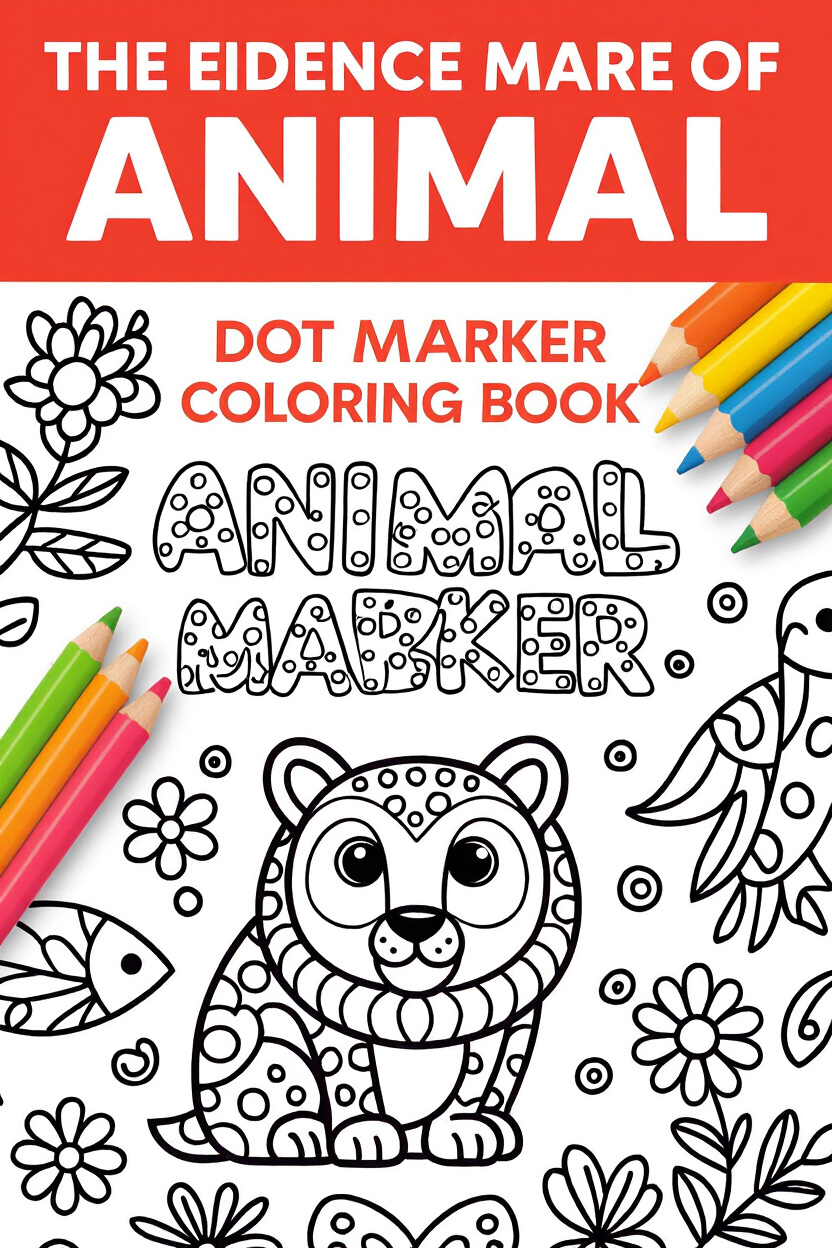 THE EIDENCE MARE OF
ANIMAL
DOT MARKER
COLORING BOOK
ANIMAL
MARKER